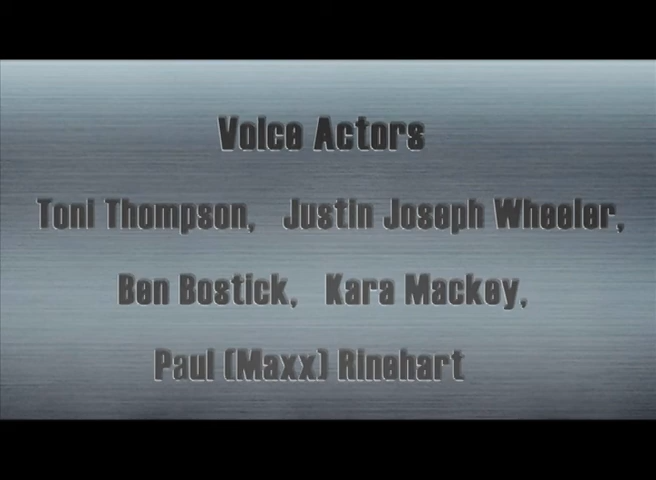 Voice Actors
Toni Thompson, Justin Joseph Wheeler,
Ben Bostick, Kara Mackey,
Paul (Maxx) Rinehart